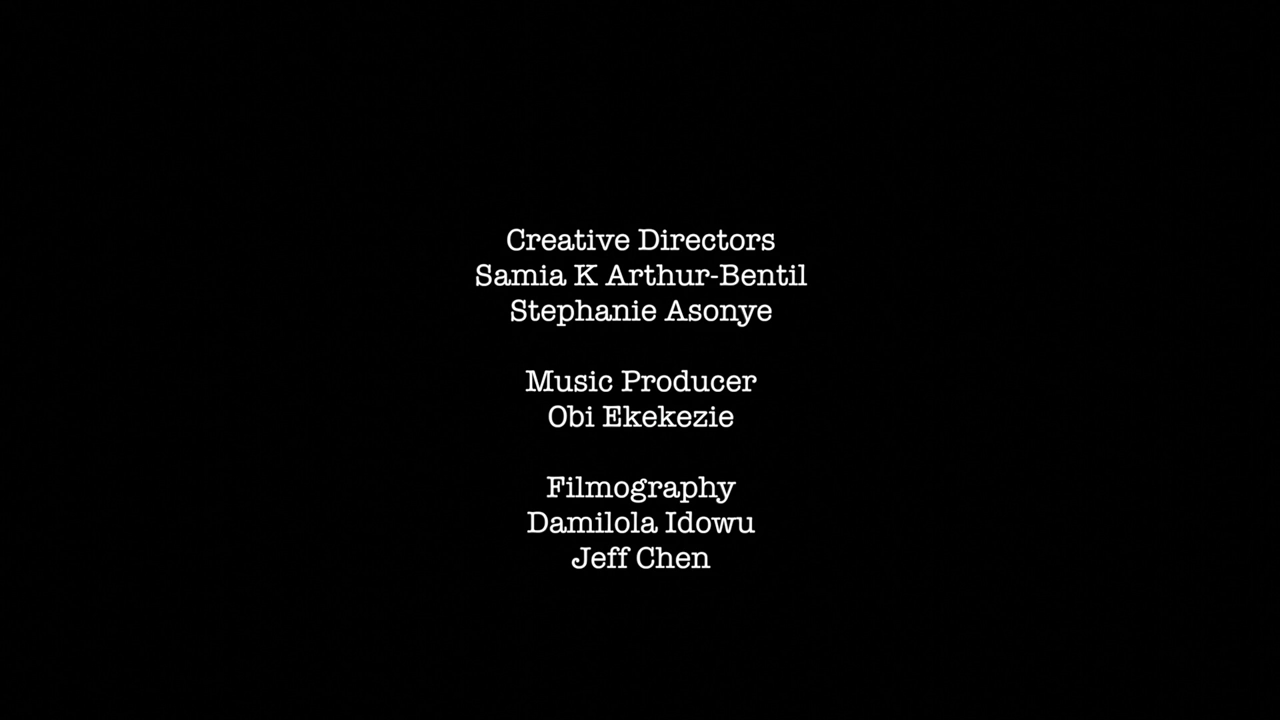 Creative Directors
Samia K Arthur-Bentil
Stephanie Asonye
Music Producer
Obi Ekekezie
Filmography
Damilola Idowu
Jeff Chen